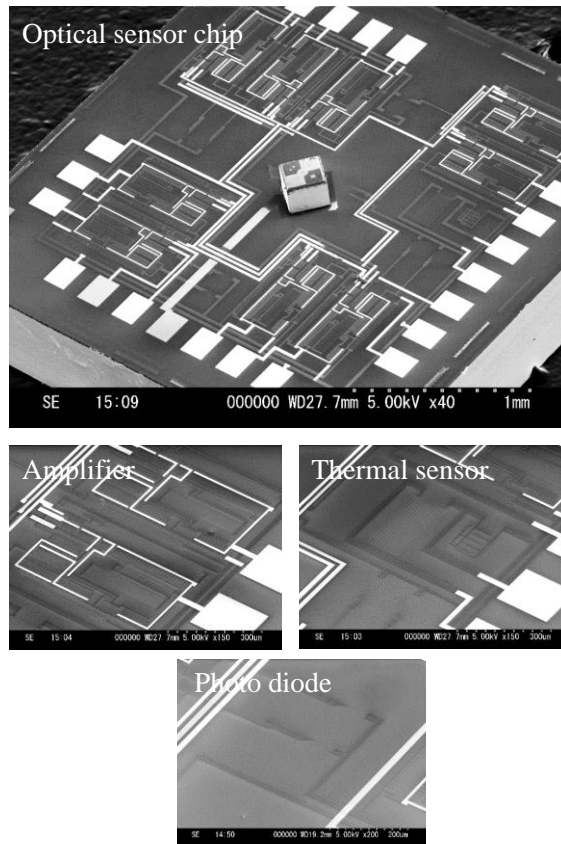 Optical sensor chip
SE 15:09 000000 WD27.7mm 5.00kV x40 1mm
Amplifier
SE 15:04 000000 WD27.7mm 5.00kV x150 300um
Thermal sensor
SE 15:03 000000 WD27.7mm 5.00kV x150 300um
Photo diode
SE 14:50 000000 WD19.2mm 5.00kV x200 200um